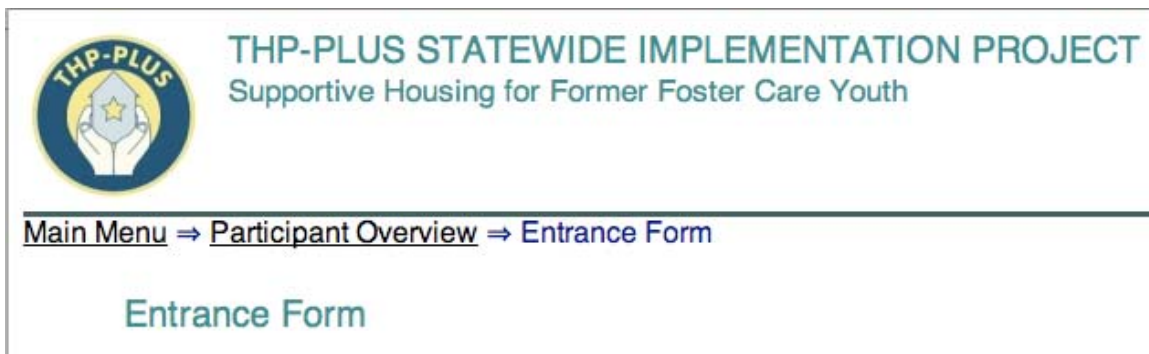 THP-PLUS
THP-PLUS STATEWIDE IMPLEMENTATION PROJECT
Supportive Housing for Former Foster Care Youth
Main Menu ⇒ Participant Overview ⇒ Entrance Form
Entrance Form